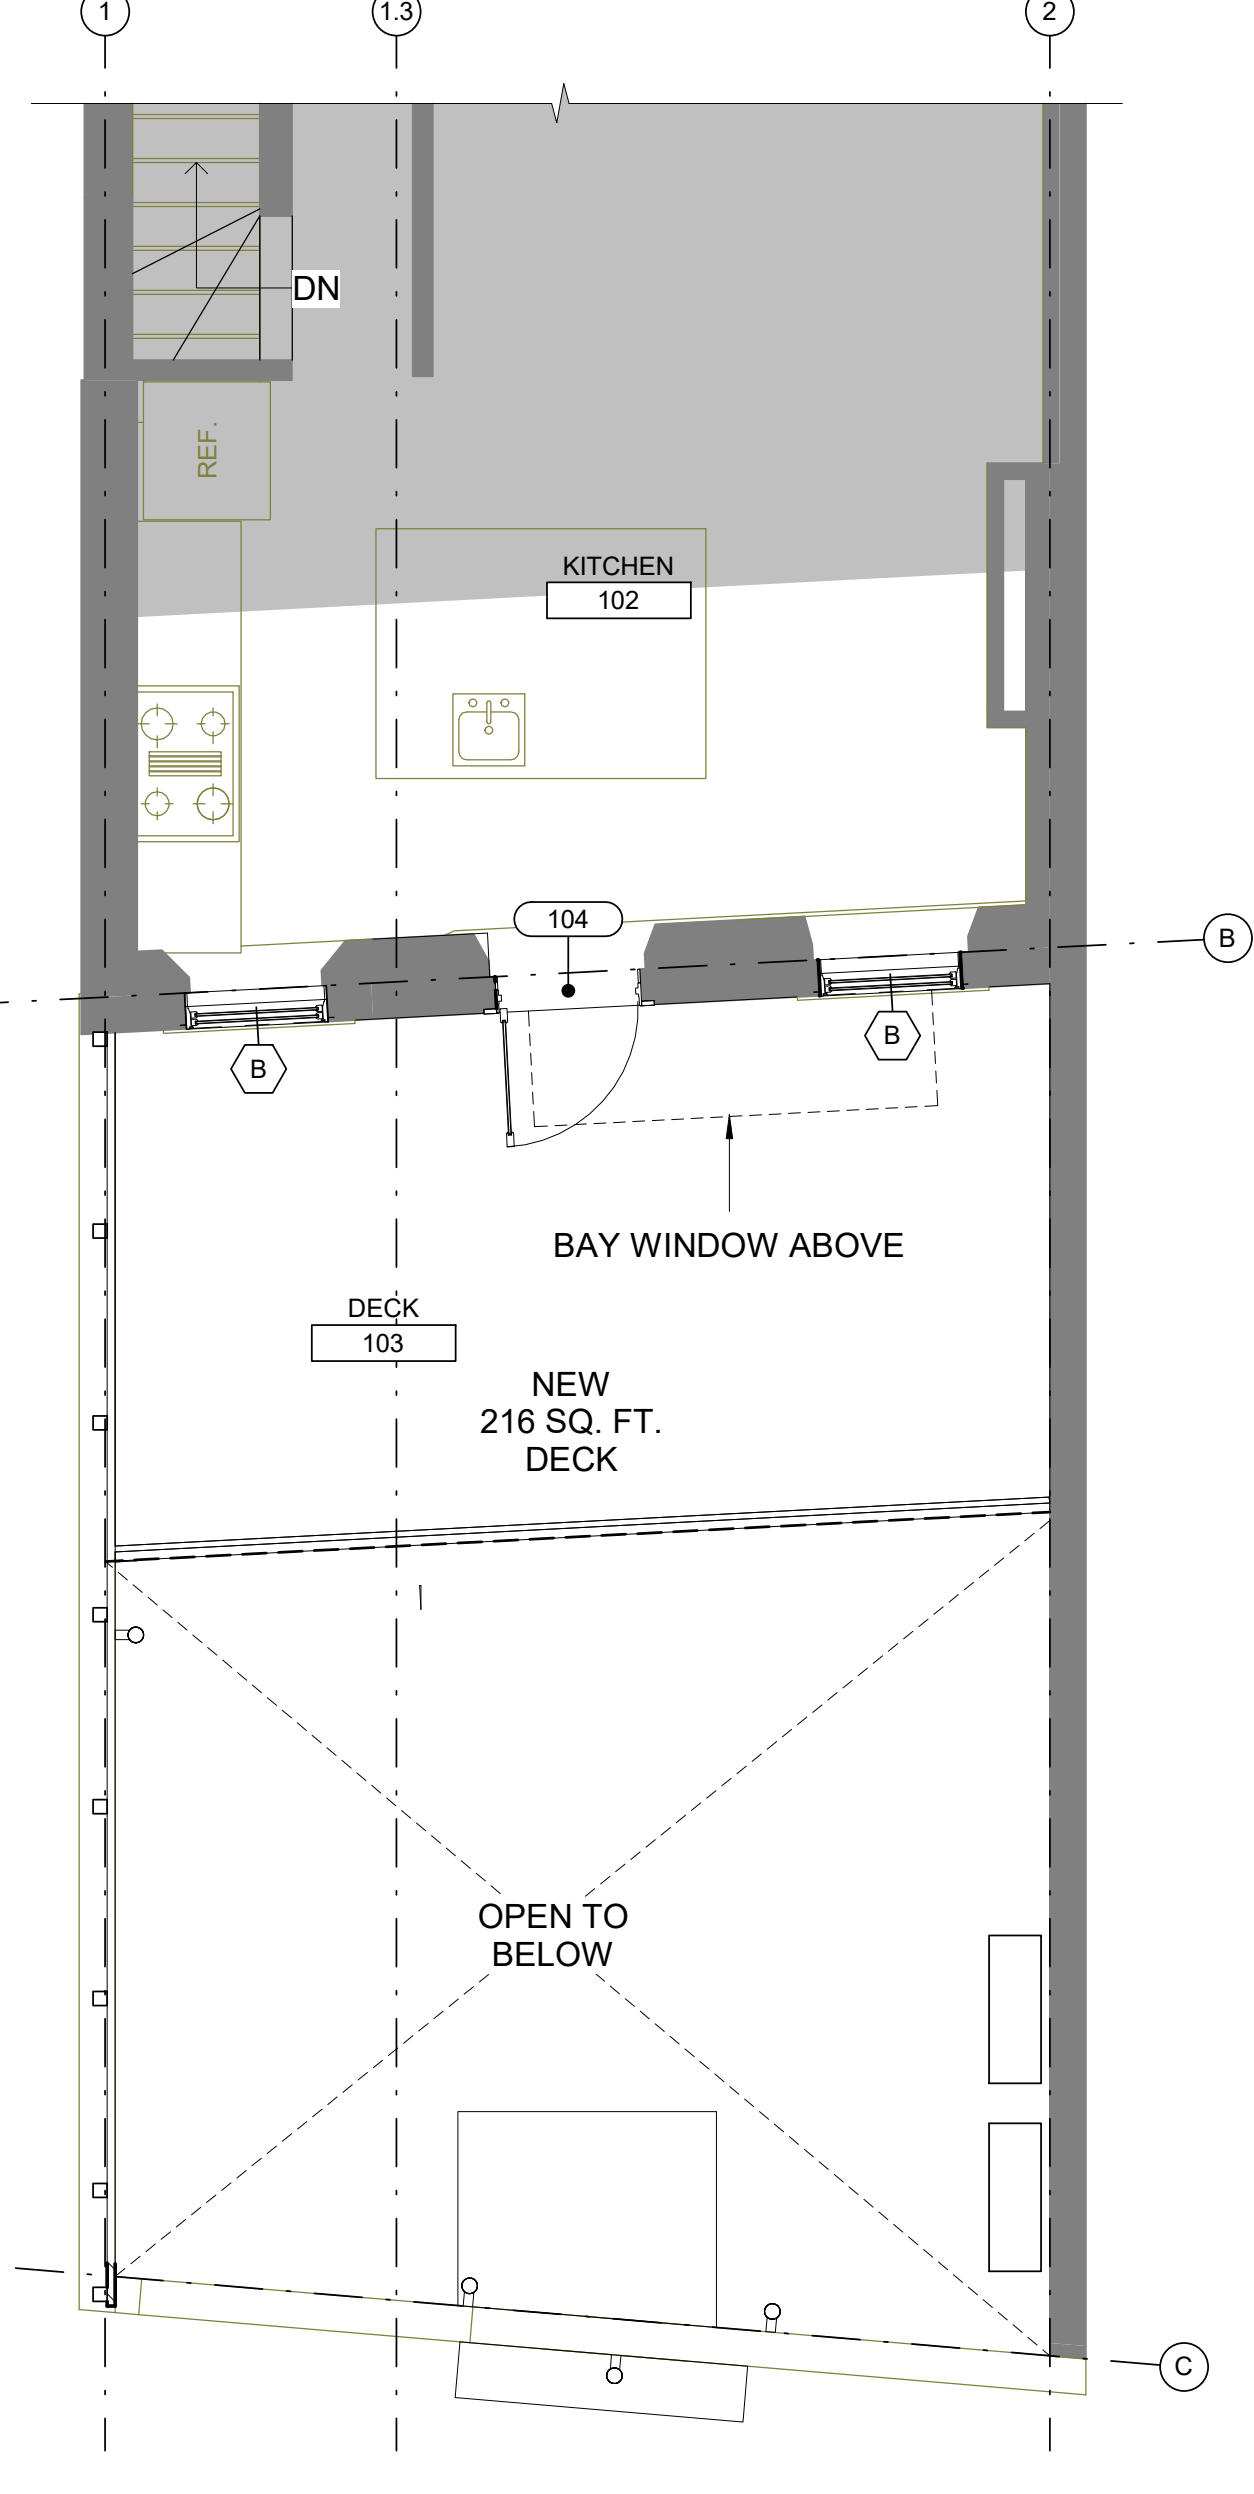 1
1.3
2
DN
REF.
KITCHEN
102
104
B
B
B
BAY WINDOW ABOVE
DECK
103
NEW
216 SQ. FT.
DECK
OPEN TO
BELOW
C